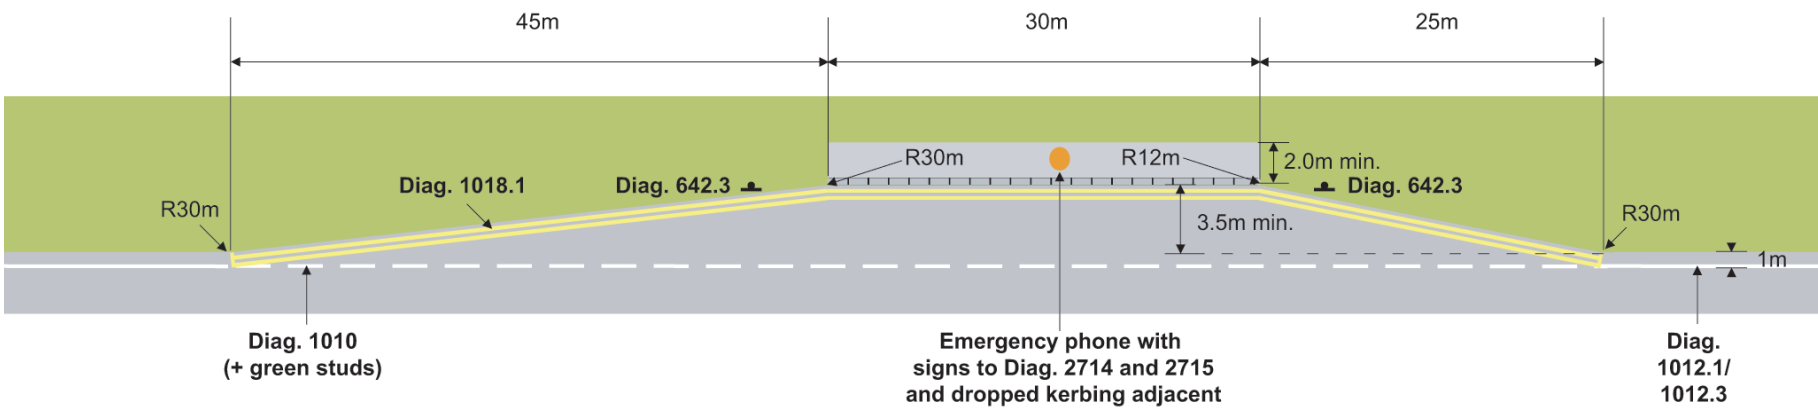 45m
30m
25m
R30m
R12m
2.0m min.
Diag. 1018.1
Diag. 642.3
Diag. 642.3
R30m
R30m
3.5m min.
1m
Diag. 1010
(+ green studs)
Emergency phone with
signs to Diag. 2714 and 2715
and dropped kerbing adjacent
Diag.
1012.1/
1012.3